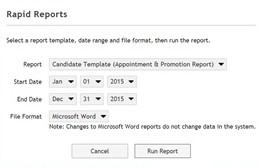 Rapid Reports
Select a report template, date range and file format, then run the report.
Report Candidate Template (Appointment & Promotion Report)
Start Date Jan 01 2015
End Date Dec 31 2015
File Format Microsoft Word
Note: Changes to Microsoft Word reports do not change data in the system.
Cancel Run Report